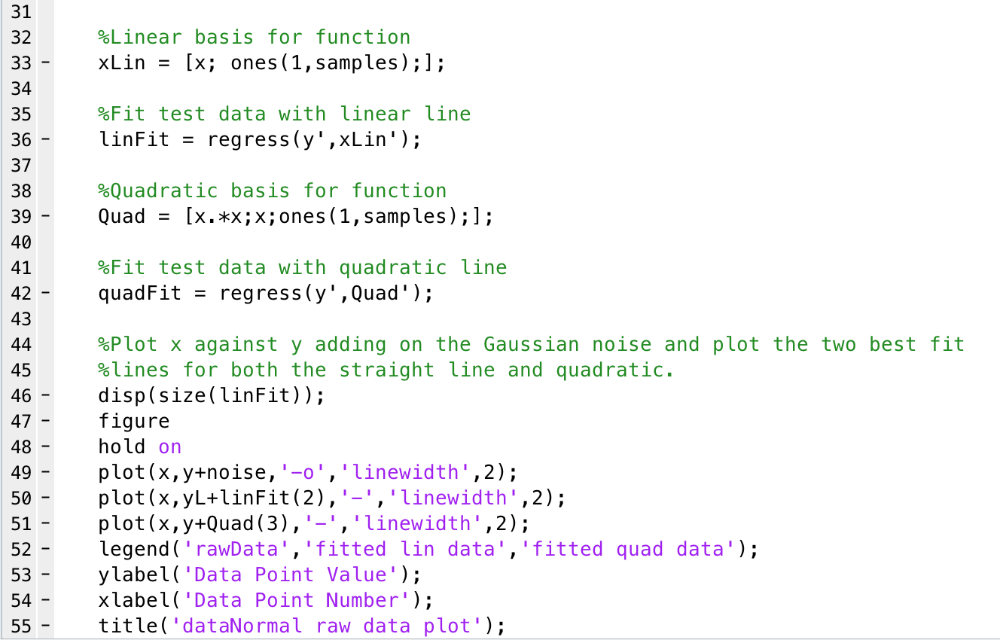 31
32 %Linear basis for function
33 - xLin = [x; ones(1,samples);];
34
35 %Fit test data with linear line
36 - linFit = regress(y',xLin');
37
38 %Quadratic basis for function
39 - Quad = [x.*x;x;ones(1,samples);];
40
41 %Fit test data with quadratic line
42 - quadFit = regress(y',Quad');
43
44 %Plot x against y adding on the Gaussian noise and plot the two best fit
45 %lines for both the straight line and quadratic.
46 - disp(size(linFit));
47 - figure
48 - hold on
49 - plot(x,y+noise,'-o','linewidth',2);
50 - plot(x,yL+linFit(2),'-','linewidth',2);
51 - plot(x,y+Quad(3),'-','linewidth',2);
52 - legend('rawData','fitted lin data','fitted quad data');
53 - ylabel('Data Point Value');
54 - xlabel('Data Point Number');
55 - title('dataNormal raw data plot');